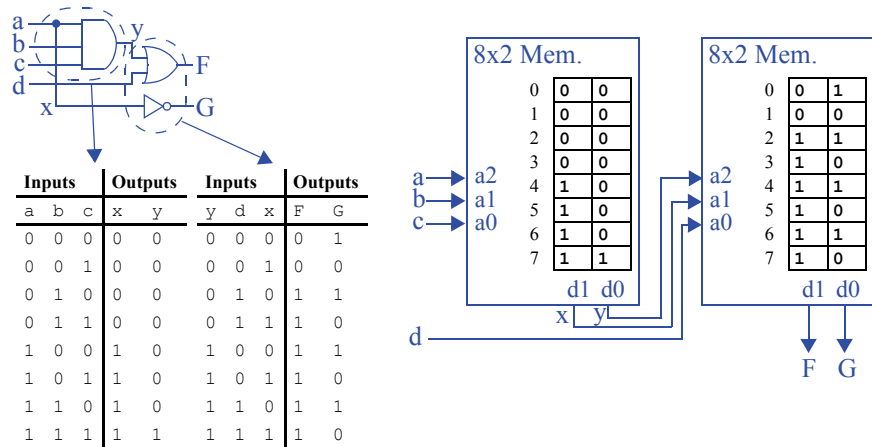 a
b
c
d
y
x
F
G
Inputs Outputs Inputs Outputs
a b c x y y d x F G
0 0 0 0 0 0 0 0 0 1
0 0 1 0 0 0 0 1 0 0
0 1 0 0 0 0 1 0 1 1
0 1 1 0 0 0 1 1 1 0
1 0 0 1 0 1 0 0 1 1
1 0 1 1 0 1 0 1 1 0
1 1 0 1 0 1 1 0 1 1
1 1 1 1 1 1 1 1 1 0
8x2 Mem.
0 0 0
1 0 0
2 0 0
3 0 0
4 1 0
5 1 0
6 1 0
7 1 1
a a2
b a1
c a0
d1 d0
x y
d
8x2 Mem.
0 0 1
1 0 0
2 1 1
3 1 0
4 1 1
5 1 0
6 1 1
7 1 0
a2
a1
a0
d1 d0
F G